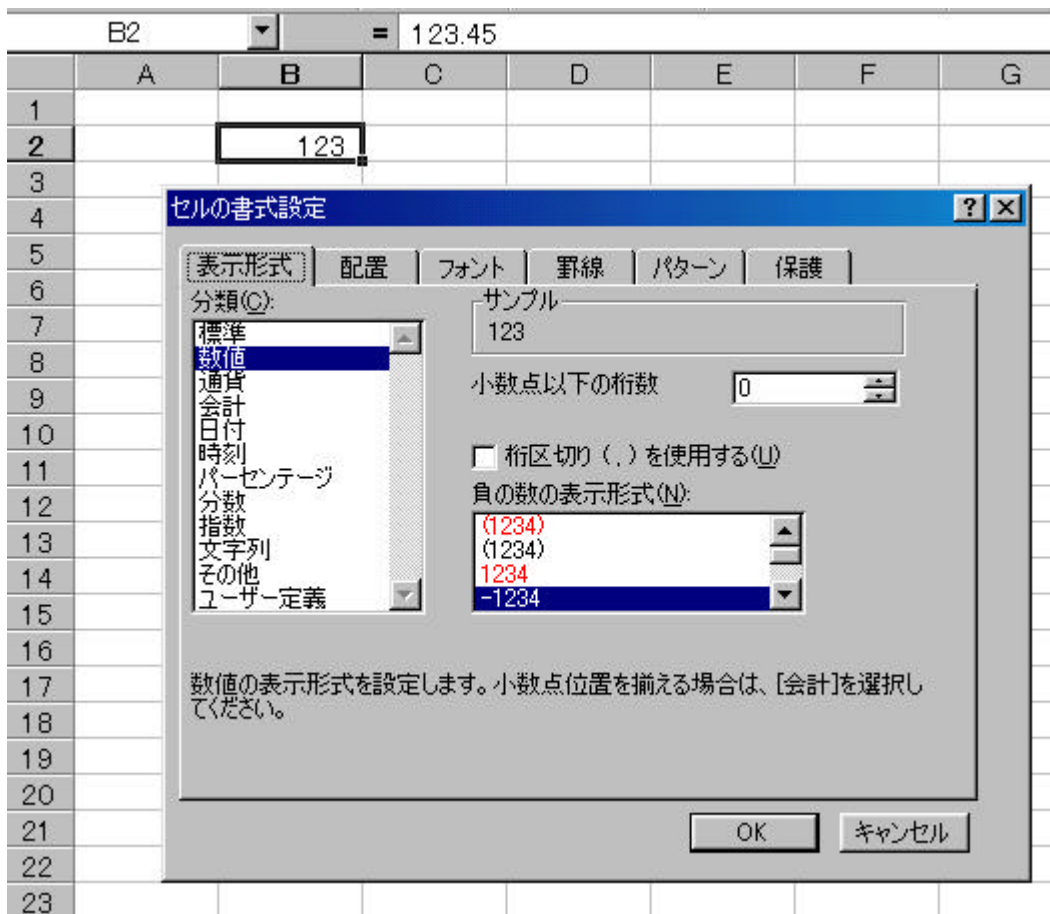 B2 = 123.45
A B C D E F G
1
2 123
3
4
5
6
7
8
9
10
11
12
13
14
15
16
17
18
19
20
21
22
23
セルの書式設定
表示形式 配置 フォント 罫線 パターン 保護
分類(C):
標準
数値
通貨
会計
日付
時刻
パーセンテージ
分数
指数
文字列
その他
ユーザー定義
サンプル
123
小数点以下の桁数 0
桁区切り(,)を使用する(U)
負の数の表示形式(N):
(1234)
(1234)
1234
-1234
数値の表示形式を設定します。小数点位置を揃える場合は、[会計]を選択し
てください。
OK キャンセル